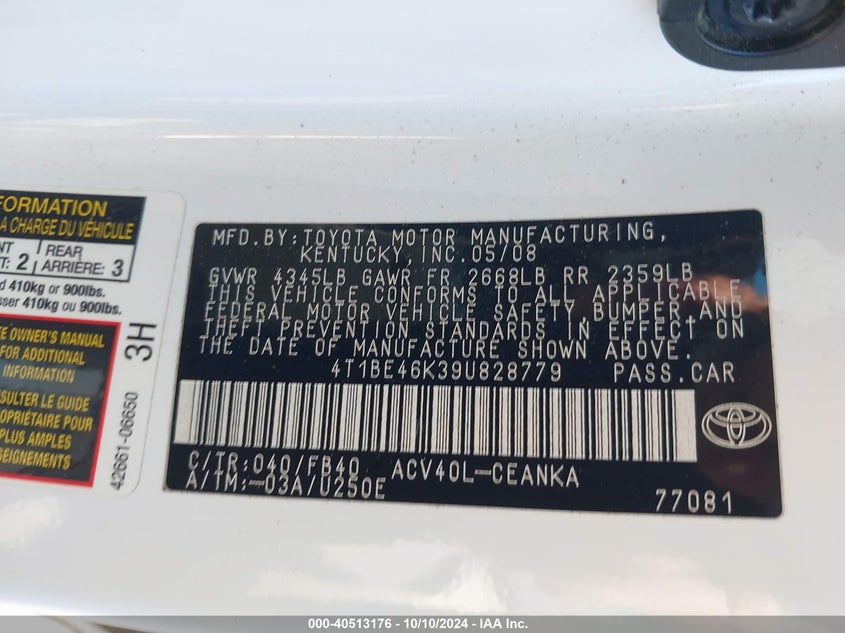 FORMATION
A CHARGE DU VÉHICULE
NT
: 2
REAR
ARRIÈRE: 3
d 410kg or 900lbs.
sser 410kg ou 900lbs.
E OWNER'S MANUAL
FOR ADDITIONAL
INFORMATION
SULTER LE GUIDE
ROPRIÉTAIRE POUR
PLUS AMPLES
SEIGNEMENTS
3H
42661-06650
MFD.BY:TOYOTA MOTOR MANUFACTURING,
KENTUCKY,INC.05/08
GVWR 4345LB GAWR FR 2668LB RR 2359LB
THIS VEHICLE CONFORMS TO ALL APPLICABLE
FEDERAL MOTOR VEHICLE SAFETY,BUMPER,AND
THEFT PREVENTION STANDARDS IN EFFECT ON
THE DATE OF MANUFACTURE SHOWN ABOVE.
4T1BE46K39U828779 PASS.CAR
C/TR:040/FB40 ACV40L-CEANKA
A/TM:-03A/U250E
77081
000-40513176 - 10/10/2024 - IAA Inc.